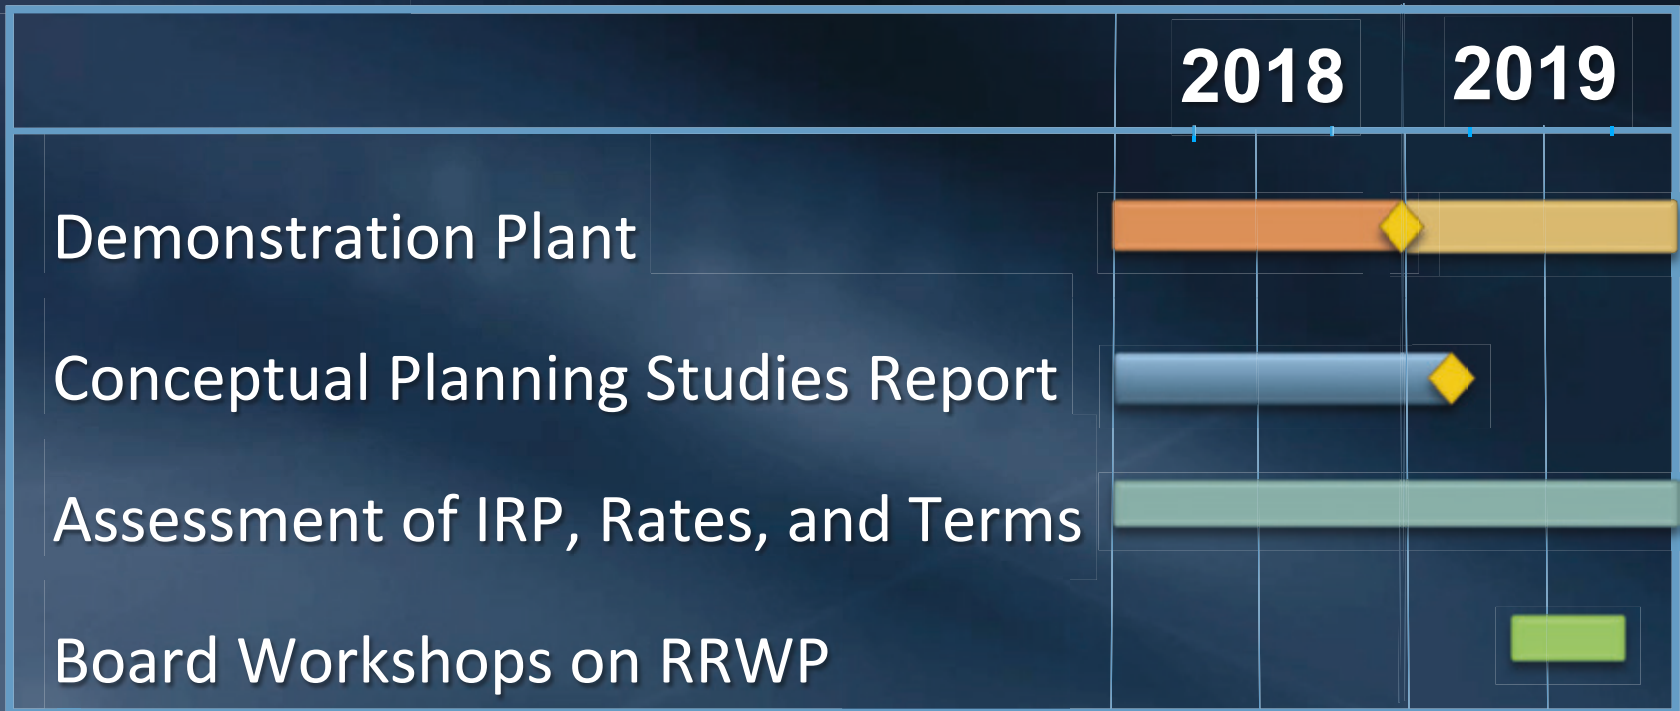 2018 2019
Demonstration Plant
Conceptual Planning Studies Report
Assessment of IRP, Rates, and Terms
Board Workshops on RRWP